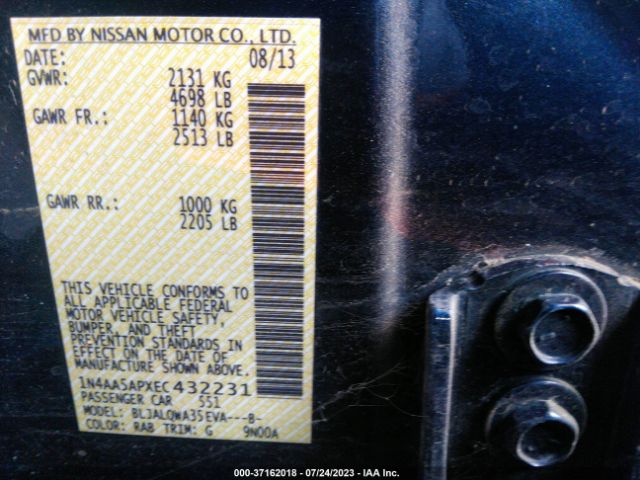 MFD BY NISSAN MOTOR CO., LTD.
DATE: 08/13
GVWR: 2131 KG
4698 LB
GAWR FR.: 1140 KG
2513 LB
GAWR RR.: 1000 KG
2205 LB
THIS VEHICLE CONFORMS TO
ALL APPLICABLE FEDERAL
MOTOR VEHICLE SAFETY,
BUMPER, AND THEFT
PREVENTION STANDARDS IN
EFFECT ON THE DATE OF
MANUFACTURE SHOWN ABOVE.
1N4AA5APXEC432231
PASSENGER CAR 551
MODEL: BLJALQWA35EVA---B-
COLOR: RAB TRIM: G 9N00A
000-37162018 - 07/24/2023 - IAA Inc.